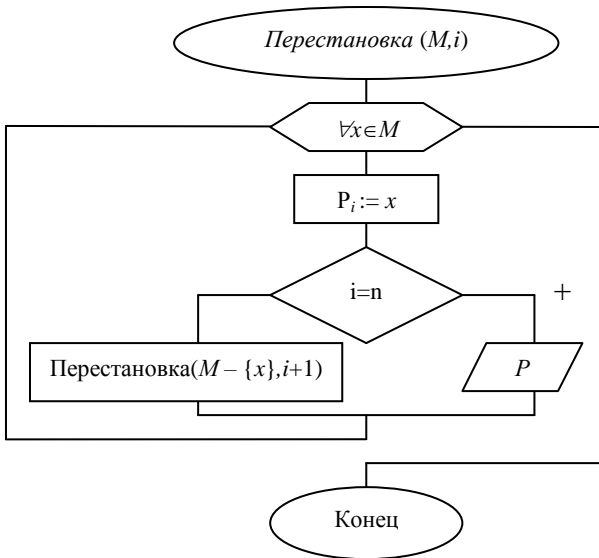 Перестановка (M,i)
∀x∈M
Pᵢ := x
i=n
+
Перестановка(M – {x},i+1)
P
Конец